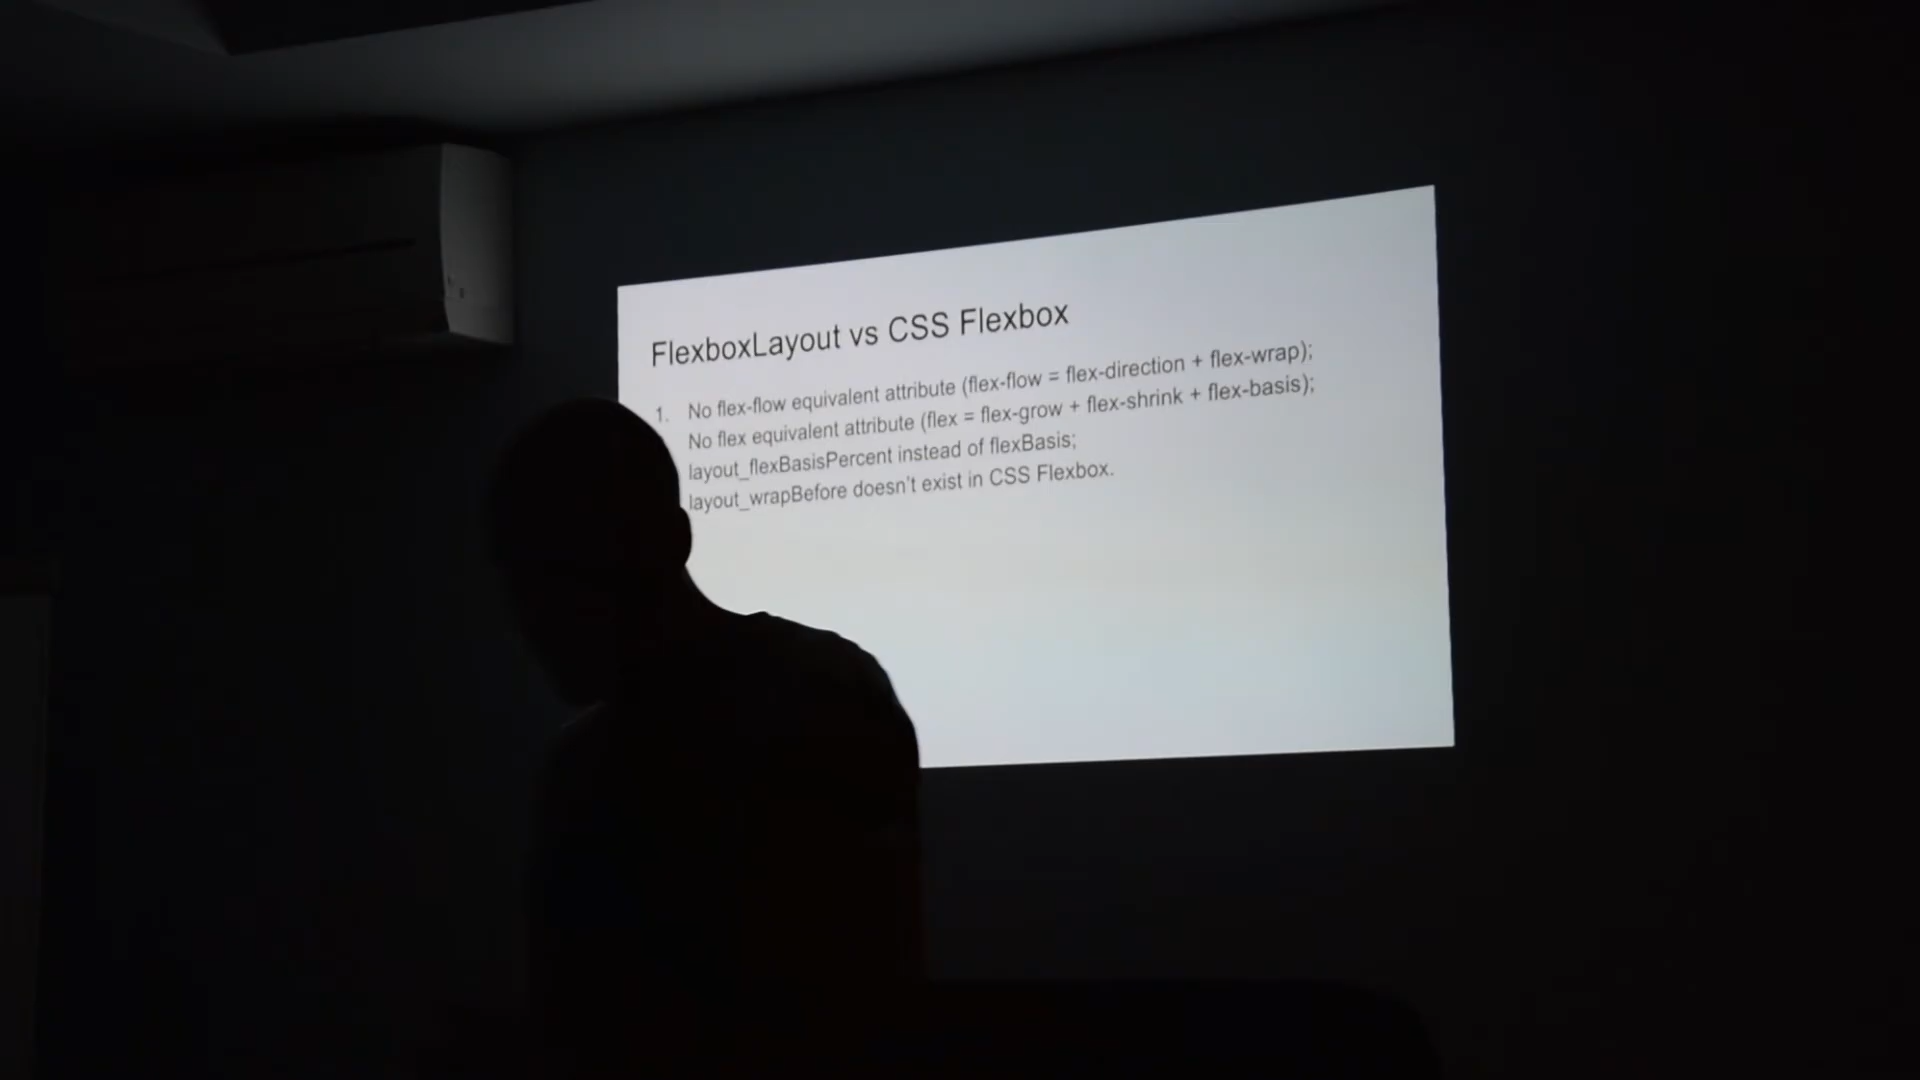 FlexboxLayout vs CSS Flexbox
1. No flex-flow equivalent attribute (flex-flow = flex-direction + flex-wrap);
No flex equivalent attribute (flex = flex-grow + flex-shrink + flex-basis);
layout_flexBasisPercent instead of flexBasis;
layout_wrapBefore doesn't exist in CSS Flexbox.